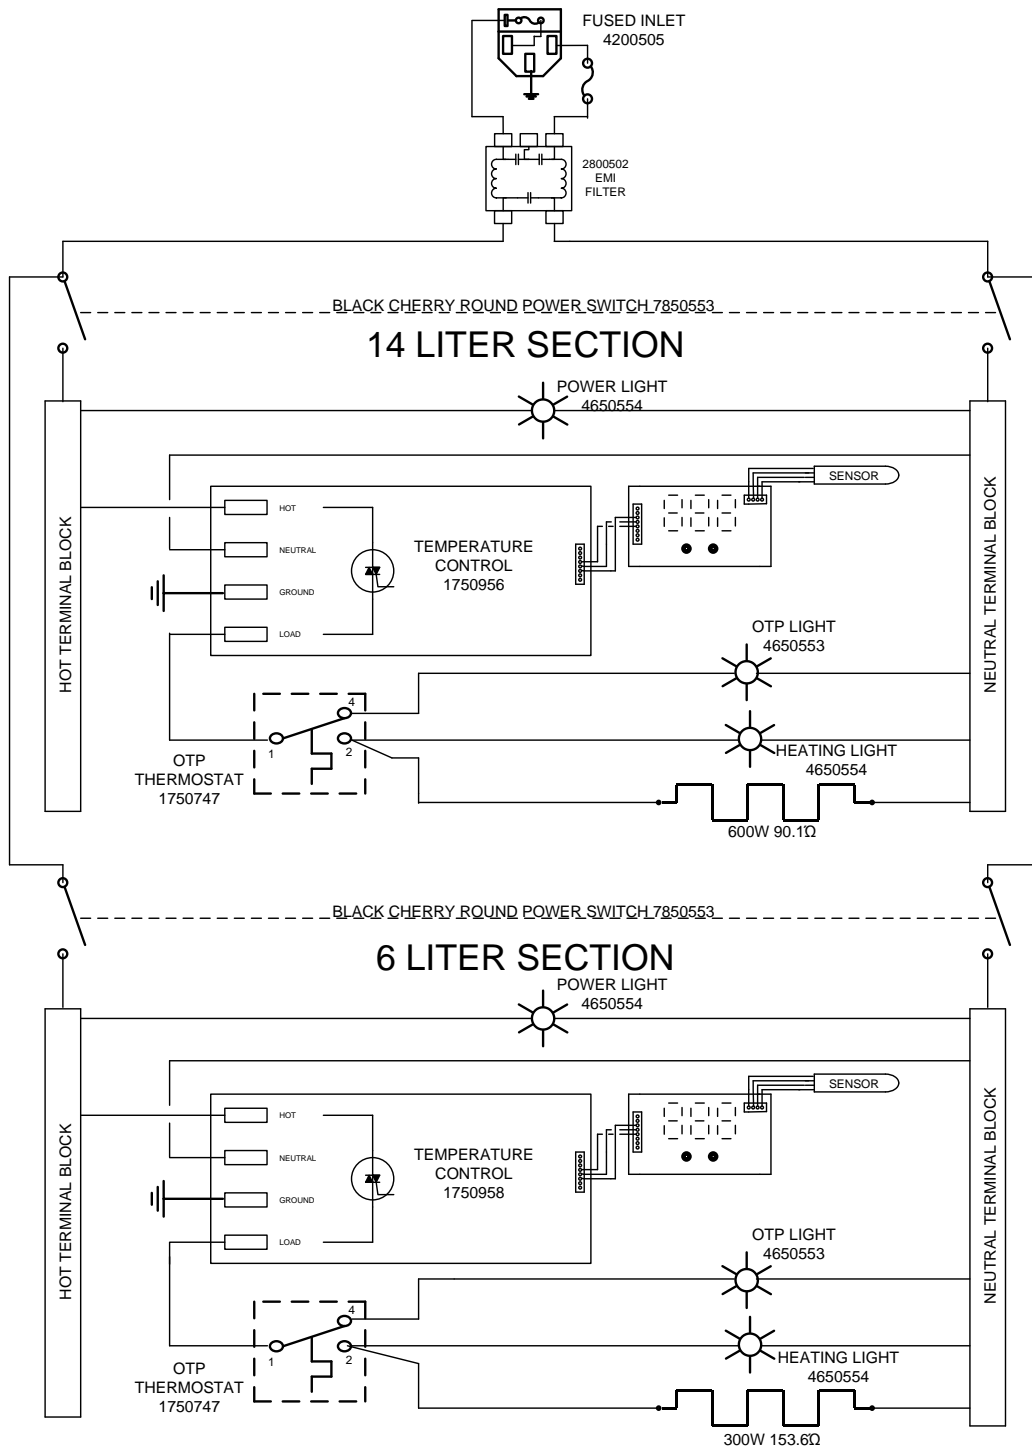 FUSED INLET
4200505
2800502
EMI
FILTER
BLACK CHERRY ROUND POWER SWITCH 7850553
14 LITER SECTION
POWER LIGHT
4650554
SENSOR
HOT
NEUTRAL
GROUND
LOAD
TEMPERATURE
CONTROL
1750956
HOT TERMINAL BLOCK
NEUTRAL TERMINAL BLOCK
OTP LIGHT
4650553
4
1
2
OTP
THERMOSTAT
1750747
HEATING LIGHT
4650554
600W 90.1Ω
BLACK CHERRY ROUND POWER SWITCH 7850553
6 LITER SECTION
POWER LIGHT
4650554
SENSOR
HOT
NEUTRAL
GROUND
LOAD
TEMPERATURE
CONTROL
1750958
HOT TERMINAL BLOCK
NEUTRAL TERMINAL BLOCK
OTP LIGHT
4650553
4
1
2
OTP
THERMOSTAT
1750747
HEATING LIGHT
4650554
300W 153.6Ω